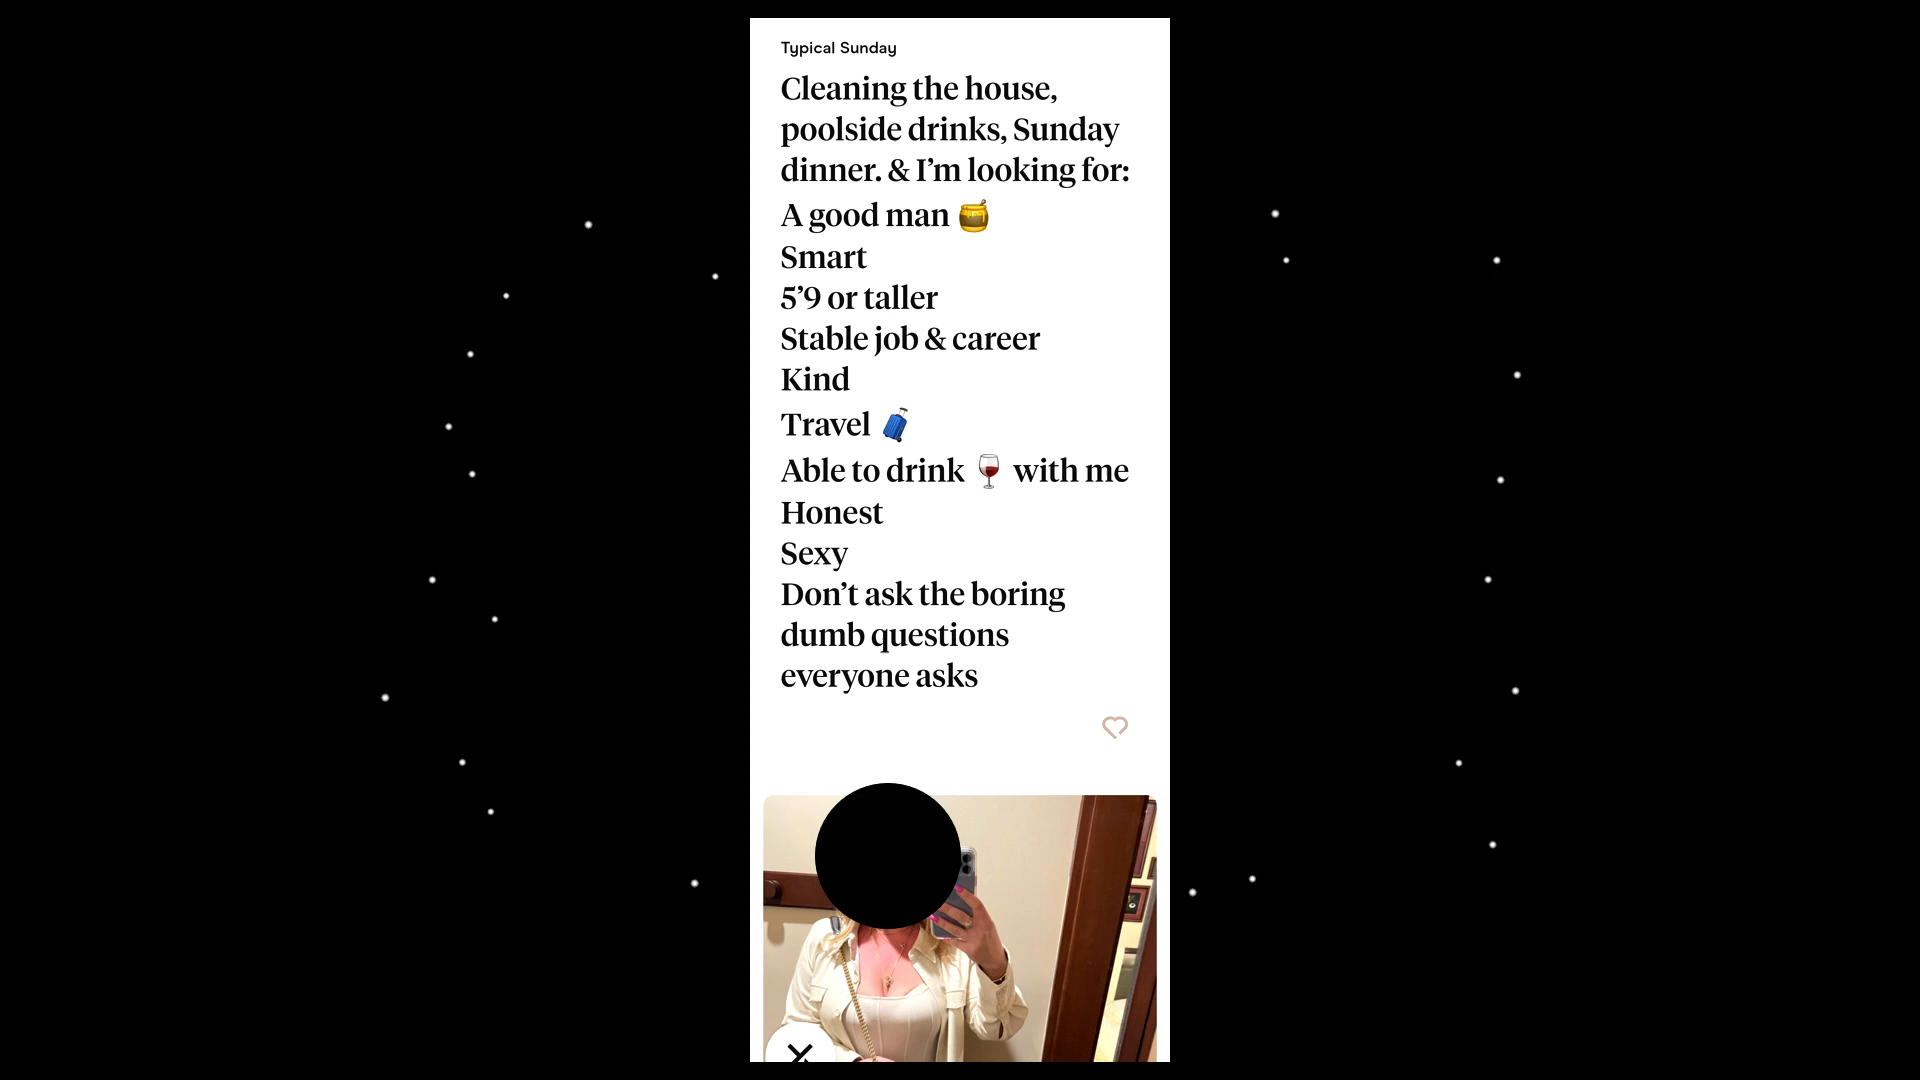 Typical Sunday
Cleaning the house,
poolside drinks, Sunday
dinner. & I’m looking for:
A good man 🍯
Smart
5’9 or taller
Stable job & career
Kind
Travel 🧳
Able to drink 🍷 with me
Honest
Sexy
Don’t ask the boring
dumb questions
everyone asks